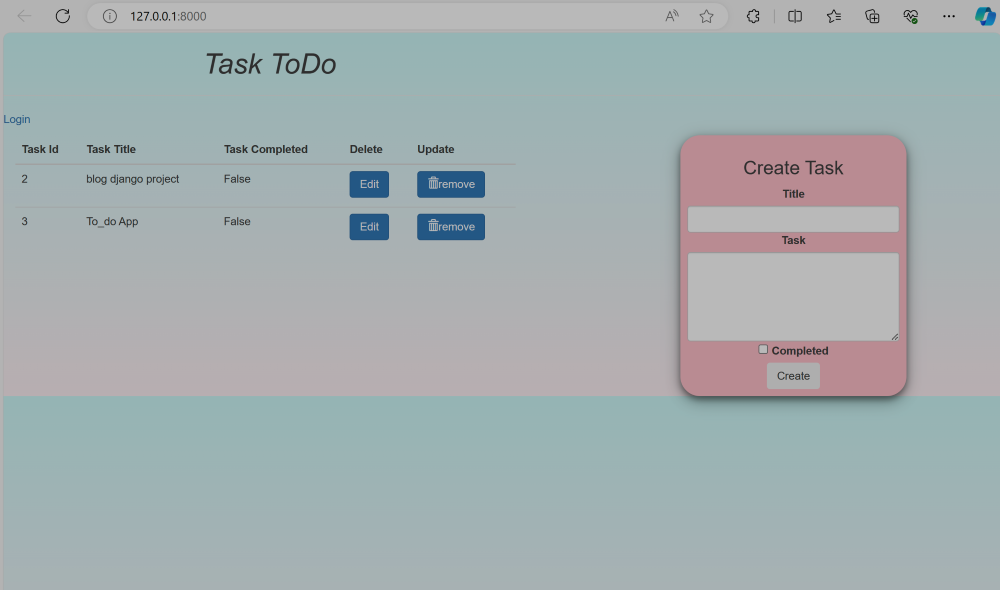 127.0.0.1:8000
Task ToDo
Login
Task Id Task Title Task Completed Delete Update
2 blog django project False Edit remove
3 To_do App False Edit remove
Create Task
Title
Task
Completed
Create